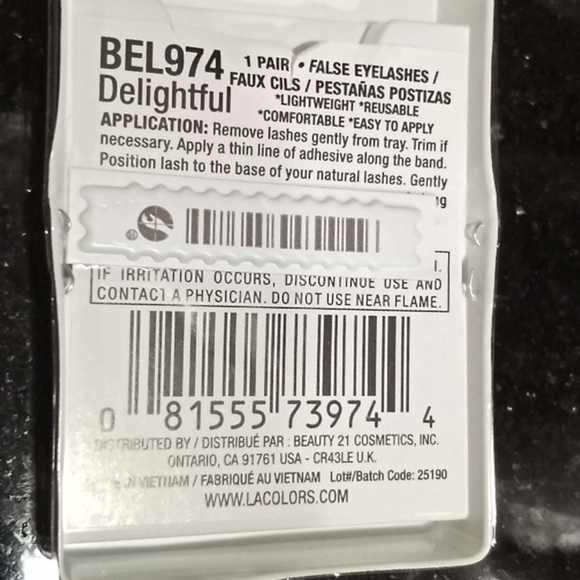 BEL974
Delightful
1 PAIR • FALSE EYELASHES /
FAUX CILS / PESTAÑAS POSTIZAS
*LIGHTWEIGHT *REUSABLE
*COMFORTABLE *EASY TO APPLY
APPLICATION: Remove lashes gently from tray. Trim if
necessary. Apply a thin line of adhesive along the band.
Position lash to the base of your natural lashes. Gently
IF IRRITATION OCCURS, DISCONTINUE USE AND
CONTACT A PHYSICIAN. DO NOT USE NEAR FLAME.
0 81555 73974 4
DISTRIBUTED BY / DISTRIBUÉ PAR : BEAUTY 21 COSMETICS, INC.
ONTARIO, CA 91761 USA - CR43LE U.K.
VIETNAM / FABRIQUÉ AU VIETNAM Lot#/Batch Code: 25190
WWW.LACOLORS.COM